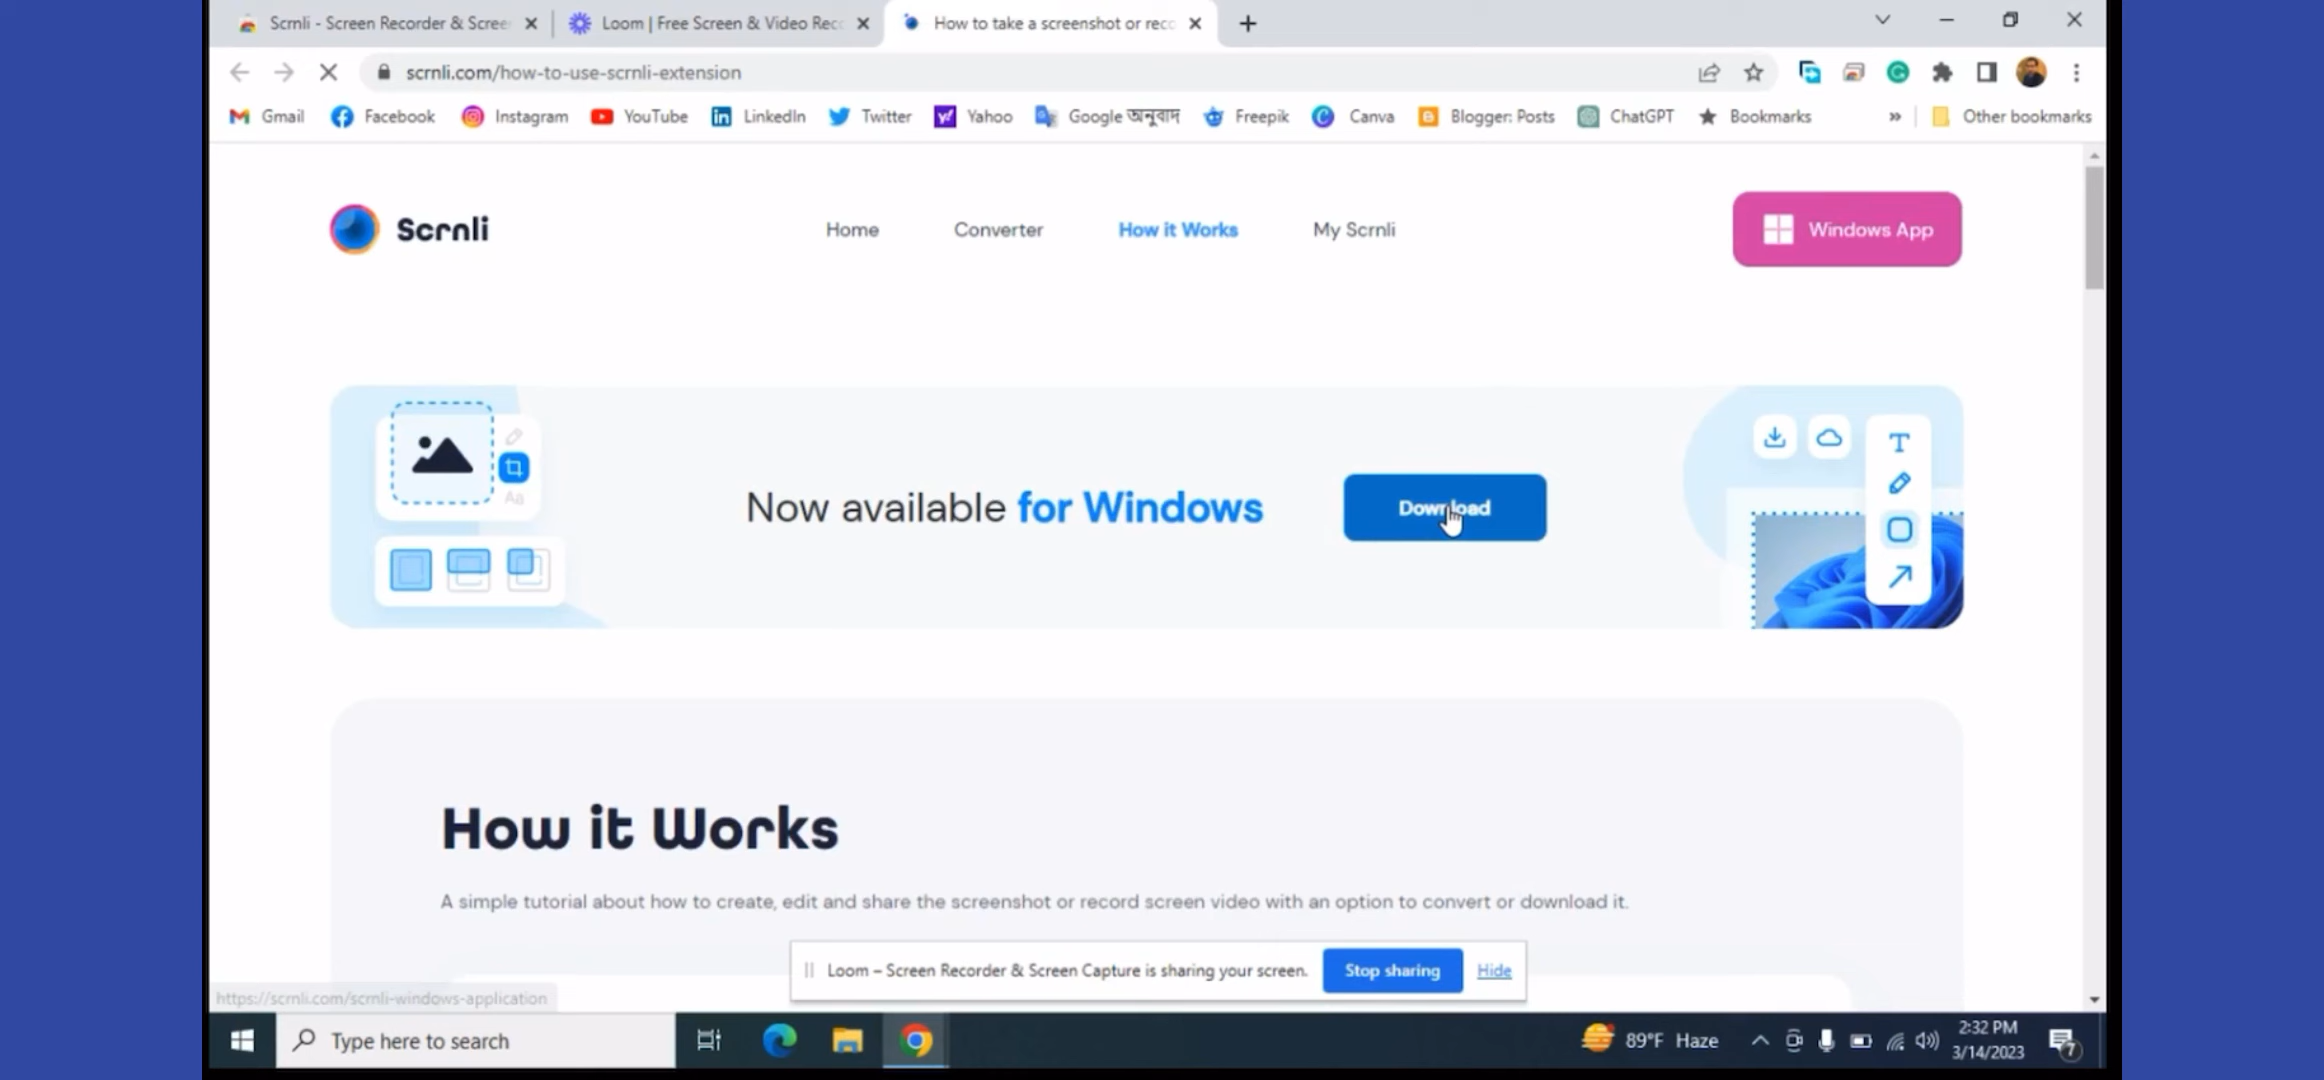 Scrnli - Screen Recorder & Scree
Loom | Free Screen & Video Rec
How to take a screenshot or reco
scrnli.com/how-to-use-scrnli-extension
Gmail Facebook Instagram YouTube LinkedIn Twitter Yahoo Google অনুবাদ Freepik Canva Blogger: Posts ChatGPT Bookmarks » Other bookmarks
Scrnli
Home Converter How it Works My Scrnli
Windows App
Aa
Now available for Windows
Download
T
How it Works
A simple tutorial about how to create, edit and share the screenshot or record screen video with an option to convert or download it.
Loom – Screen Recorder & Screen Capture is sharing your screen. Stop sharing Hide
https://scrnli.com/scrnli-windows-application
Type here to search
89°F Haze
2:32 PM
3/14/2023
7